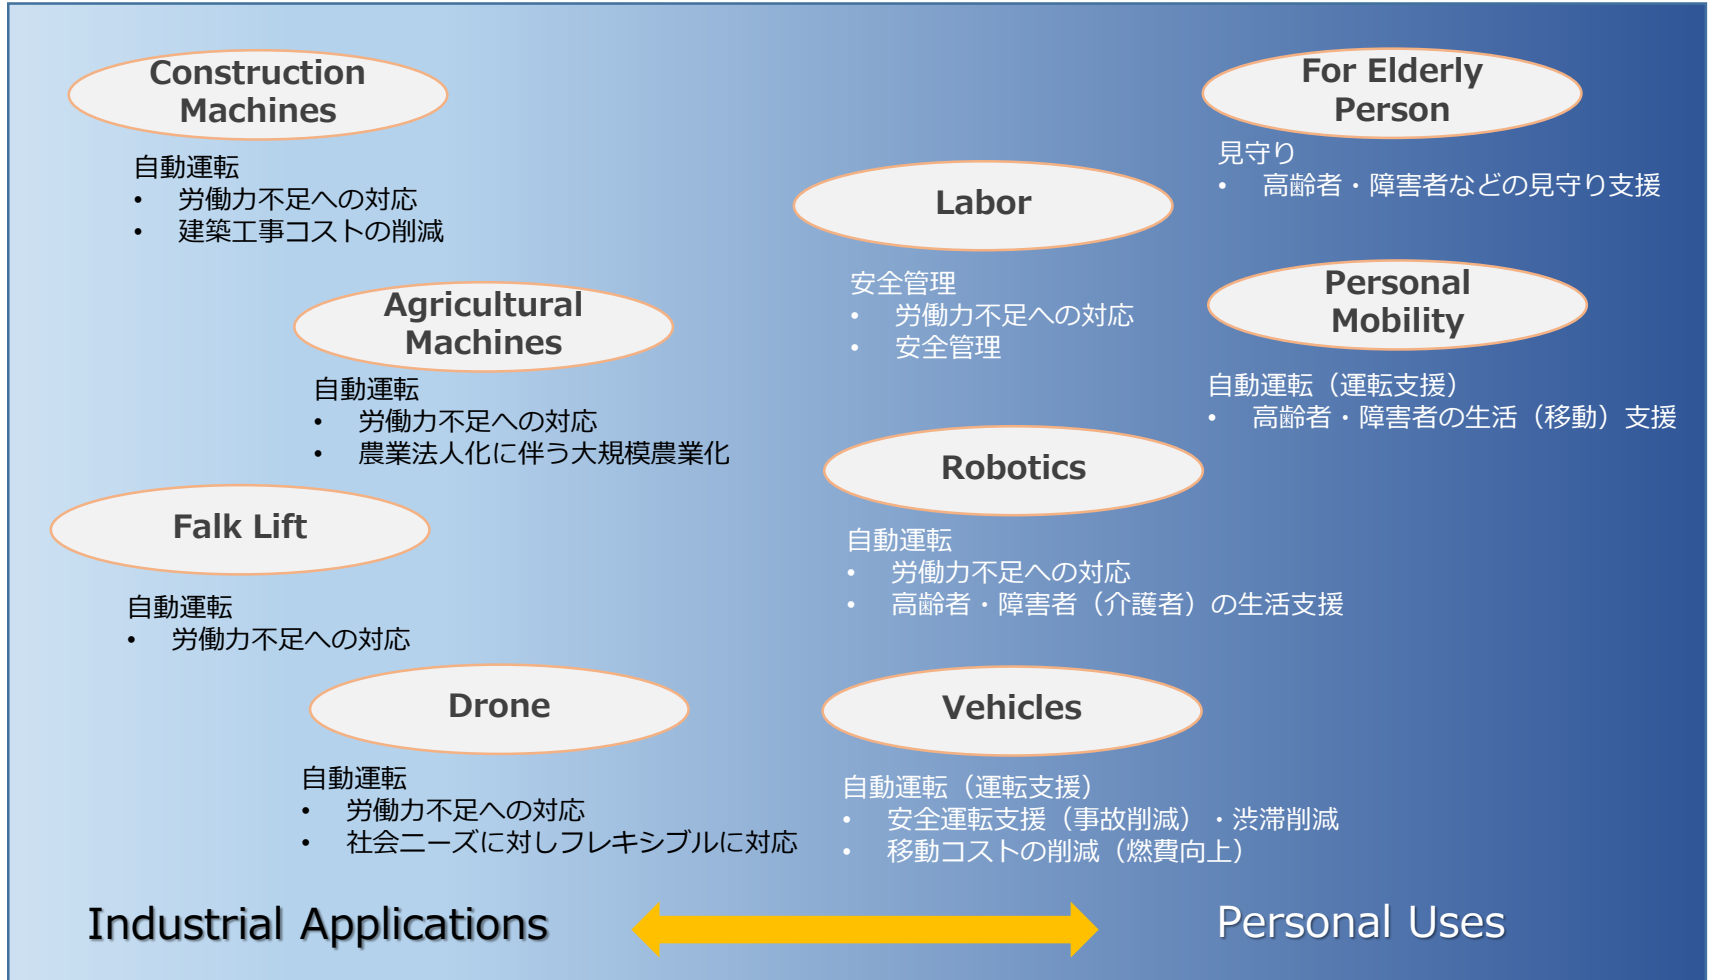 Construction
Machines
自動運転
• 労働力不足への対応
• 建築工事コストの削減
Agricultural
Machines
自動運転
• 労働力不足への対応
• 農業法人化に伴う大規模農業化
Falk Lift
自動運転
• 労働力不足への対応
Drone
自動運転
• 労働力不足への対応
• 社会ニーズに対しフレキシブルに対応
Labor
安全管理
• 労働力不足への対応
• 安全管理
Robotics
自動運転
• 労働力不足への対応
• 高齢者・障害者（介護者）の生活支援
Vehicles
自動運転（運転支援）
• 安全運転支援（事故削減）・渋滞削減
• 移動コストの削減（燃費向上）
For Elderly
Person
見守り
• 高齢者・障害者などの見守り支援
Personal
Mobility
自動運転（運転支援）
• 高齢者・障害者の生活（移動）支援
Industrial Applications
Personal Uses